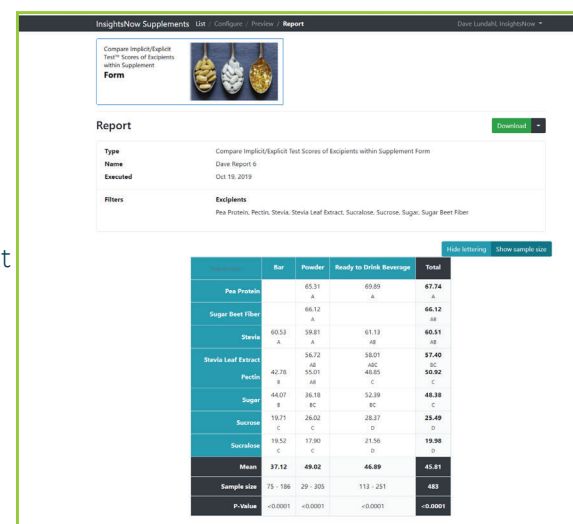 InsightsNow Supplements List / Configure / Preview / Report Dave Lundahl, InsightsNow
Compare Implicit/Explicit
Test™ Scores of Excipients
within Supplement
Form
Report
Download
Type Compare Implicit/Explicit Test Scores of Excipients within Supplement Form
Name Dave Report 6
Executed Oct 19, 2019
Filters Excipients
Pea Protein, Pectin, Stevia, Stevia Leaf Extract, Sucralose, Sucrose, Sugar, Sugar Beet Fiber
t
Hide lettering Show sample size
Bar Powder Ready to Drink Beverage Total
Pea Protein 65.31 69.89 67.74
A A A
Sugar Beet Fiber 66.12 66.12
A AB
Stevia 60.53 59.81 61.13 60.51
A A AB AB
Stevia Leaf Extract 56.72 58.01 57.40
AB ABC BC
Pectin 42.78 55.01 48.85 50.92
B AB C C
Sugar 44.07 36.18 52.39 48.38
B BC BC C
Sucrose 19.71 26.02 28.37 25.49
C C D D
Sucralose 19.52 17.90 21.56 19.98
C C D D
Mean 37.12 49.02 46.89 45.81
Sample size 75 - 186 29 - 305 113 - 251 483
P-Value <0.0001 <0.0001 <0.0001 <0.0001